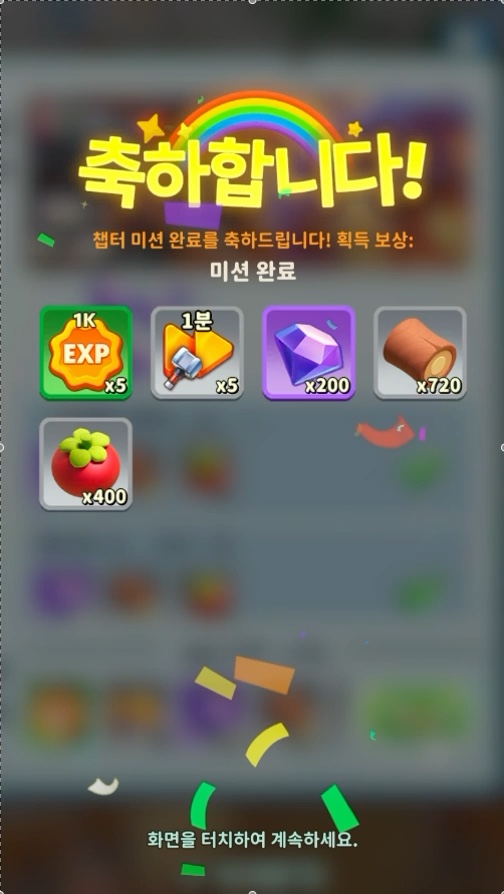 축하합니다!
챕터 미션 완료를 축하드립니다! 획득 보상:
미션 완료
1K
EXP
x5
1분
x5
x200
x720
x400
화면을 터치하여 계속하세요.